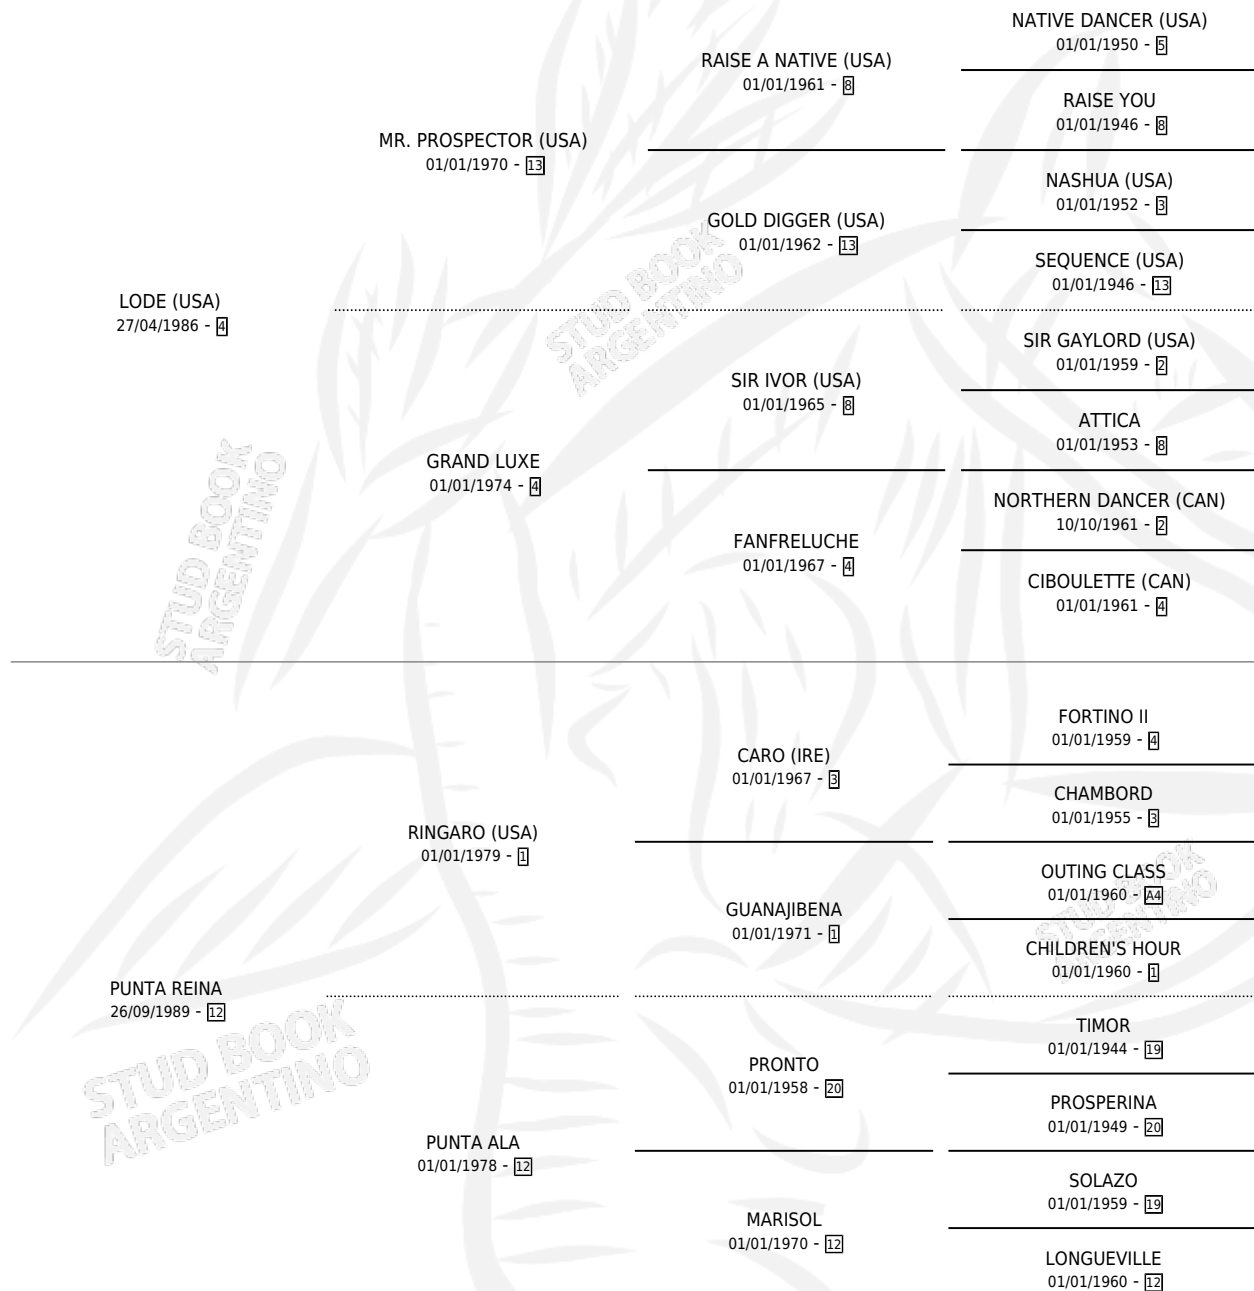 NATIVE DANCER (USA)
01/01/1950 - 5
RAISE A NATIVE (USA)
01/01/1961 - 8
RAISE YOU
01/01/1946 - 8
MR. PROSPECTOR (USA)
01/01/1970 - 13
NASHUA (USA)
01/01/1952 - 3
GOLD DIGGER (USA)
01/01/1962 - 13
SEQUENCE (USA)
01/01/1946 - 13
LODE (USA)
27/04/1986 - 4
SIR GAYLORD (USA)
01/01/1959 - 2
SIR IVOR (USA)
01/01/1965 - 8
ATTICA
01/01/1953 - 8
GRAND LUXE
01/01/1974 - 4
NORTHERN DANCER (CAN)
10/10/1961 - 2
FANFRELUCHE
01/01/1967 - 4
CIBOULETTE (CAN)
01/01/1961 - 4
FORTINO II
01/01/1959 - 4
CARO (IRE)
01/01/1967 - 3
CHAMBORD
01/01/1955 - 3
RINGARO (USA)
01/01/1979 - 1
OUTING CLASS
01/01/1960 - A4
GUANAJIBENA
01/01/1971 - 1
CHILDREN'S HOUR
01/01/1960 - 1
PUNTA REINA
26/09/1989 - 12
TIMOR
01/01/1944 - 19
PRONTO
01/01/1958 - 20
PROSPERINA
01/01/1949 - 20
PUNTA ALA
01/01/1978 - 12
SOLAZO
01/01/1959 - 19
MARISOL
01/01/1970 - 12
LONGUEVILLE
01/01/1960 - 12
STUD BOOK
ARGENTINO
STUD BOOK
ARGENTINO
STUD BOOK
ARGENTINO
STUD BOOK
ARGENTINO